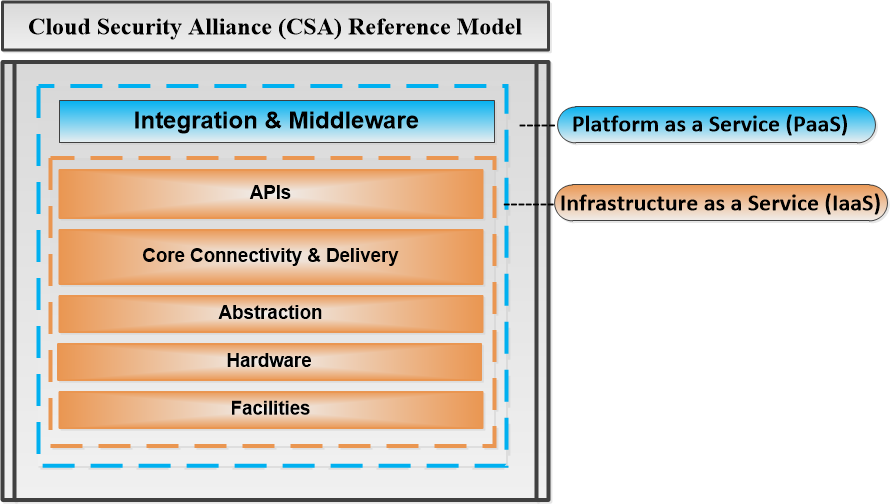 Cloud Security Alliance (CSA) Reference Model
Integration & Middleware
Platform as a Service (PaaS)
APIs
Infrastructure as a Service (IaaS)
Core Connectivity & Delivery
Abstraction
Hardware
Facilities